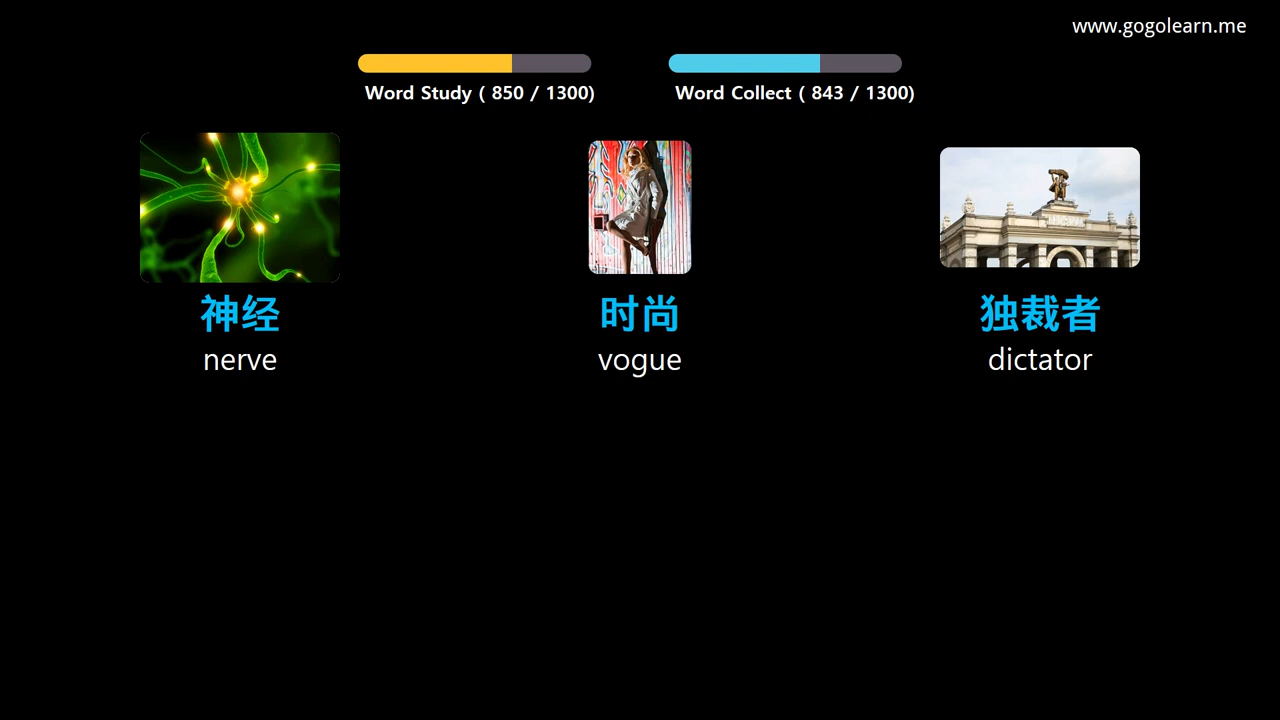 www.gogolearn.me
Word Study ( 850 / 1300)
Word Collect ( 843 / 1300)
神经
nerve
时尚
vogue
独裁者
dictator